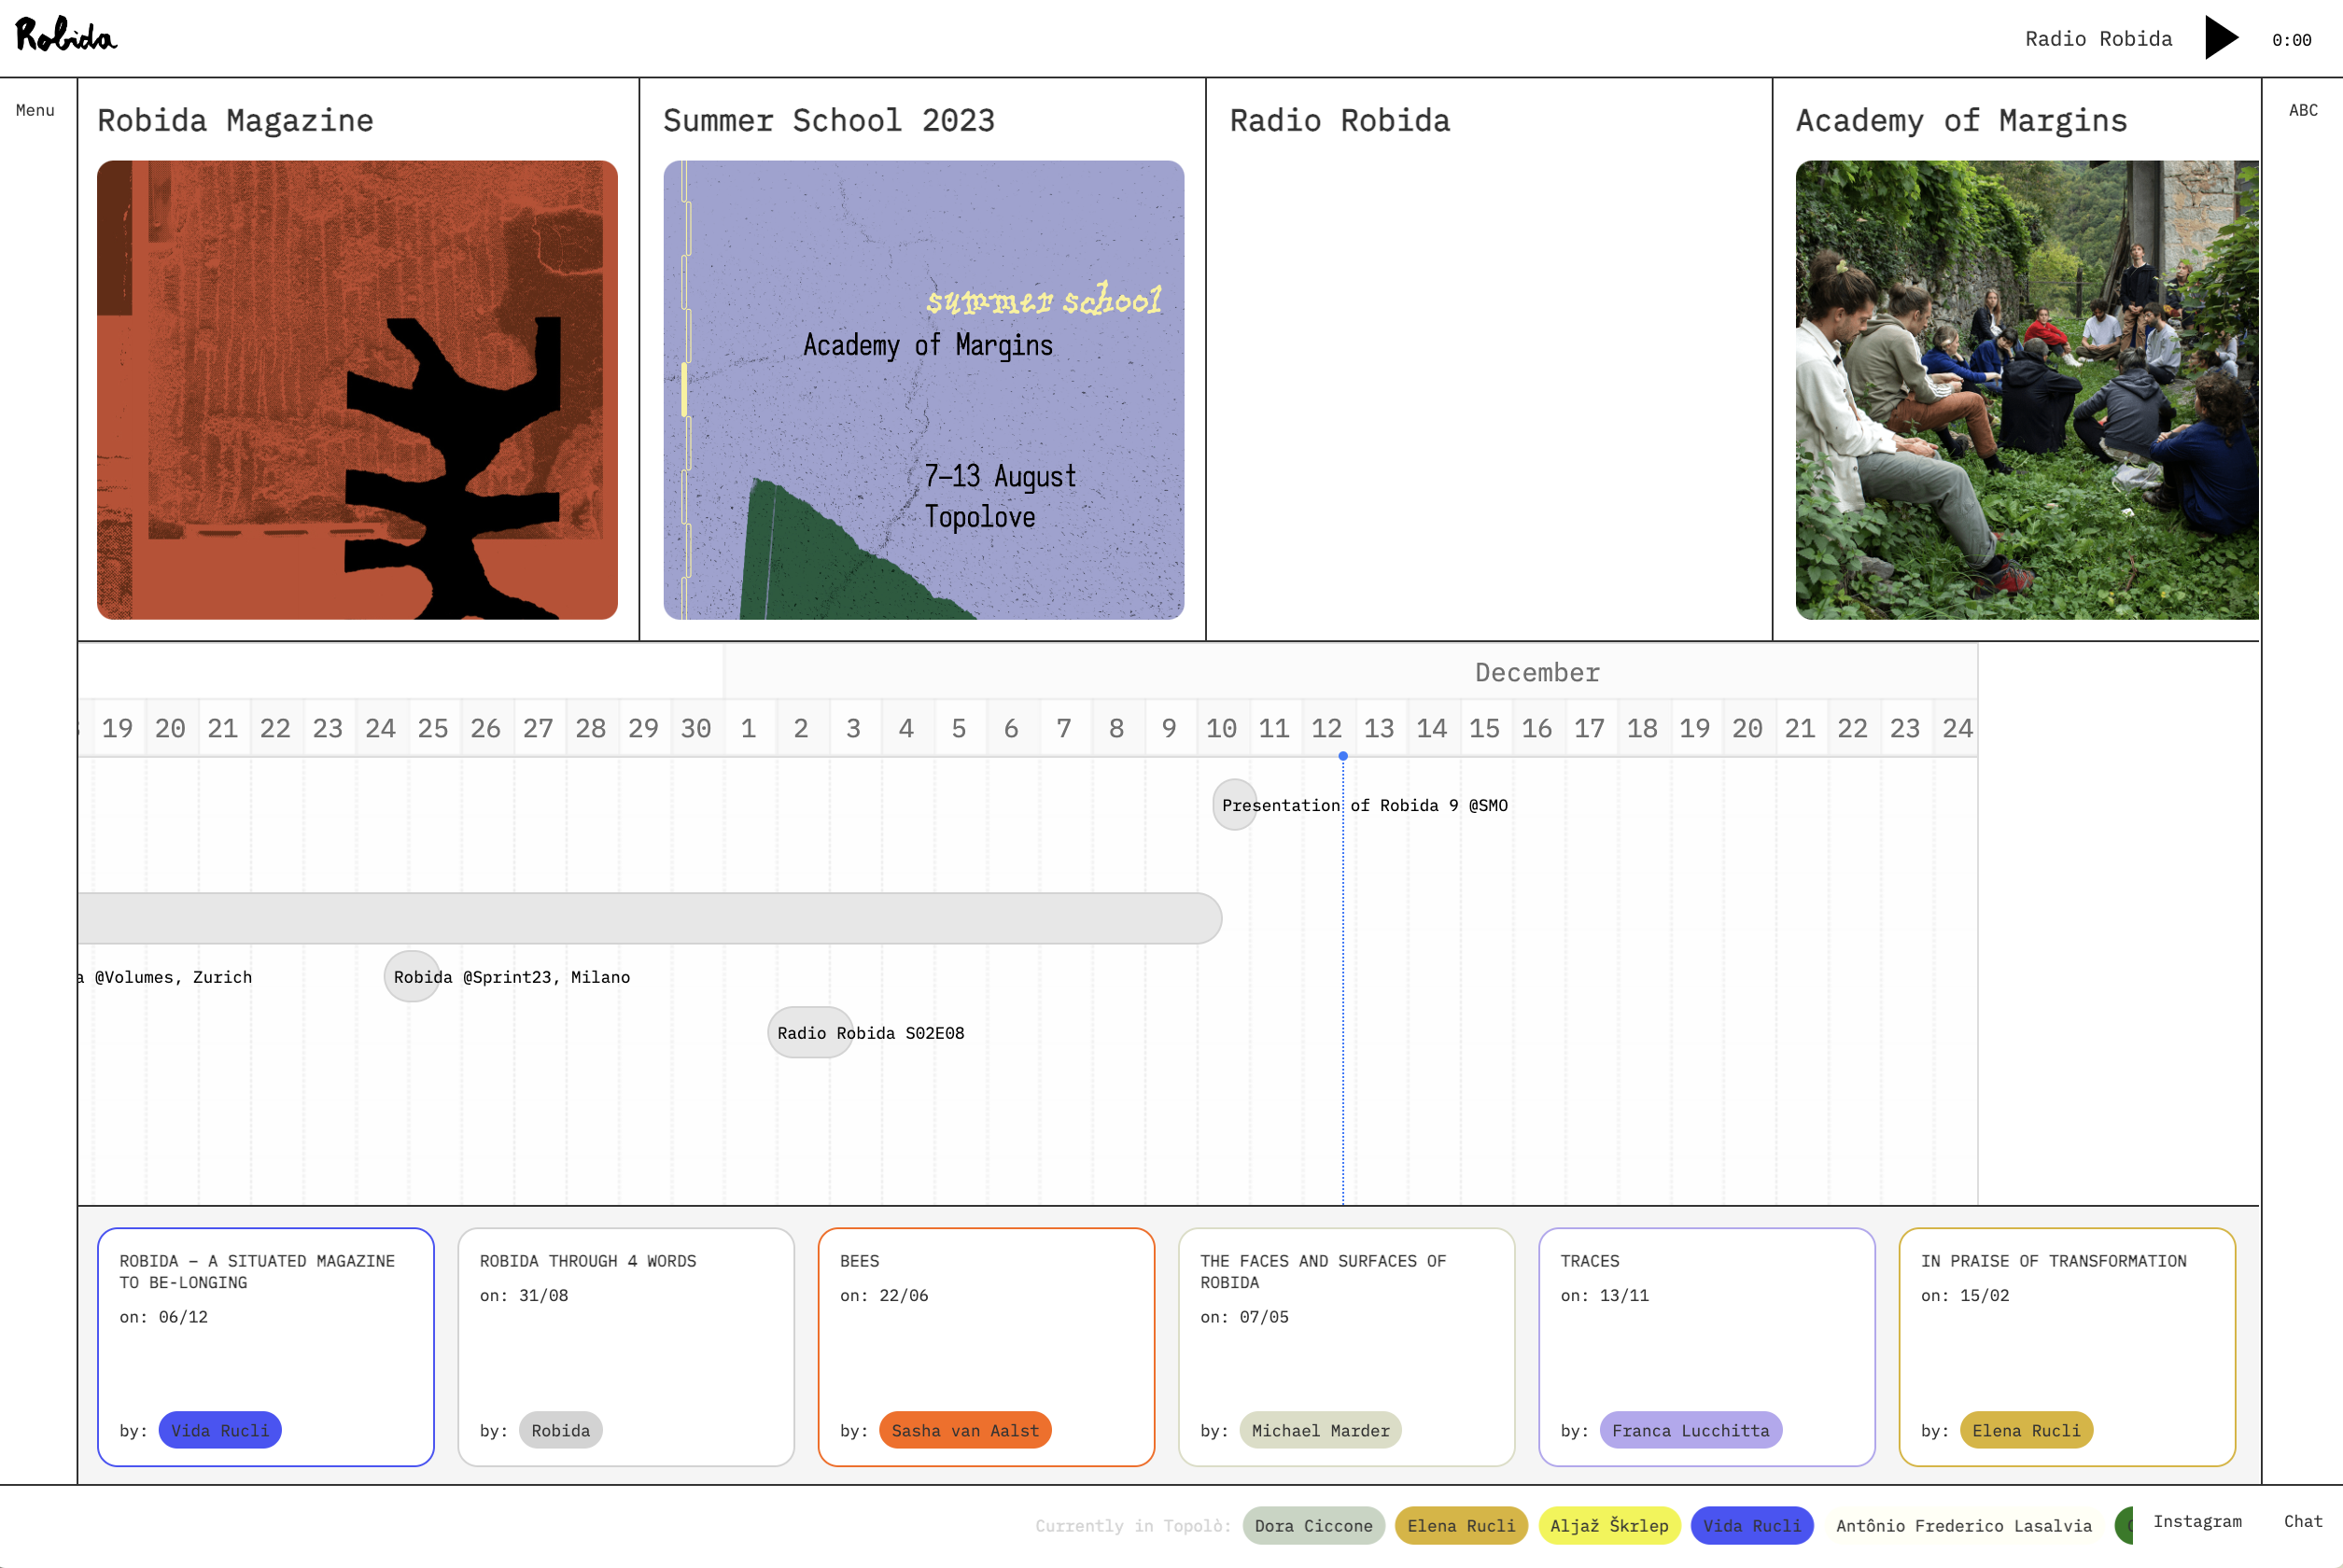 Robida
Radio Robida
0:00
Menu
ABC
Robida Magazine
Summer School 2023
Radio Robida
Academy of Margins
summer school
Academy of Margins
7–13 August
Topolove
December
19 20 21 22 23 24 25 26 27 28 29 30 1 2 3 4 5 6 7 8 9 10 11 12 13 14 15 16 17 18 19 20 21 22 23 24
Presentation of Robida 9 @SMO
a @Volumes, Zurich
Robida @Sprint23, Milano
Radio Robida S02E08
ROBIDA – A SITUATED MAGAZINE
TO BE-LONGING
on: 06/12
by: Vida Rucli
ROBIDA THROUGH 4 WORDS
on: 31/08
by: Robida
BEES
on: 22/06
by: Sasha van Aalst
THE FACES AND SURFACES OF
ROBIDA
on: 07/05
by: Michael Marder
TRACES
on: 13/11
by: Franca Lucchitta
IN PRAISE OF TRANSFORMATION
on: 15/02
by: Elena Rucli
Currently in Topolò: Dora Ciccone Elena Rucli Aljaž Škrlep Vida Rucli Antônio Frederico Lasalvia
Instagram
Chat